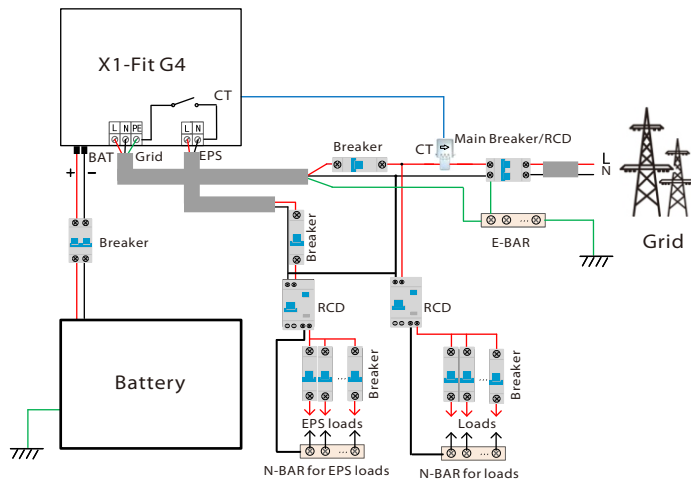 X1-Fit G4
CT
L N PE
L N
BAT
Grid
EPS
+
−
Breaker
CT
Main Breaker/RCD
L
N
Breaker
Breaker
E-BAR
Grid
RCD
RCD
Battery
...
Breaker
...
Breaker
EPS loads
Loads
...
...
N-BAR for EPS loads
N-BAR for loads
...